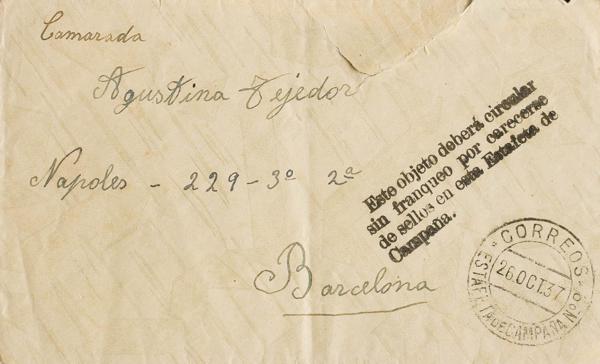 Camarada
Agustina Tejedor
Napoles - 229 - 3º 2ª
Barcelona
Este objeto deberá circular
sin franqueo por carecerse
de sellos en esta Estafeta de
Campaña.
CORREOS
26.OCT.37
ESTAFETA DE CAMPAÑA Nº 6